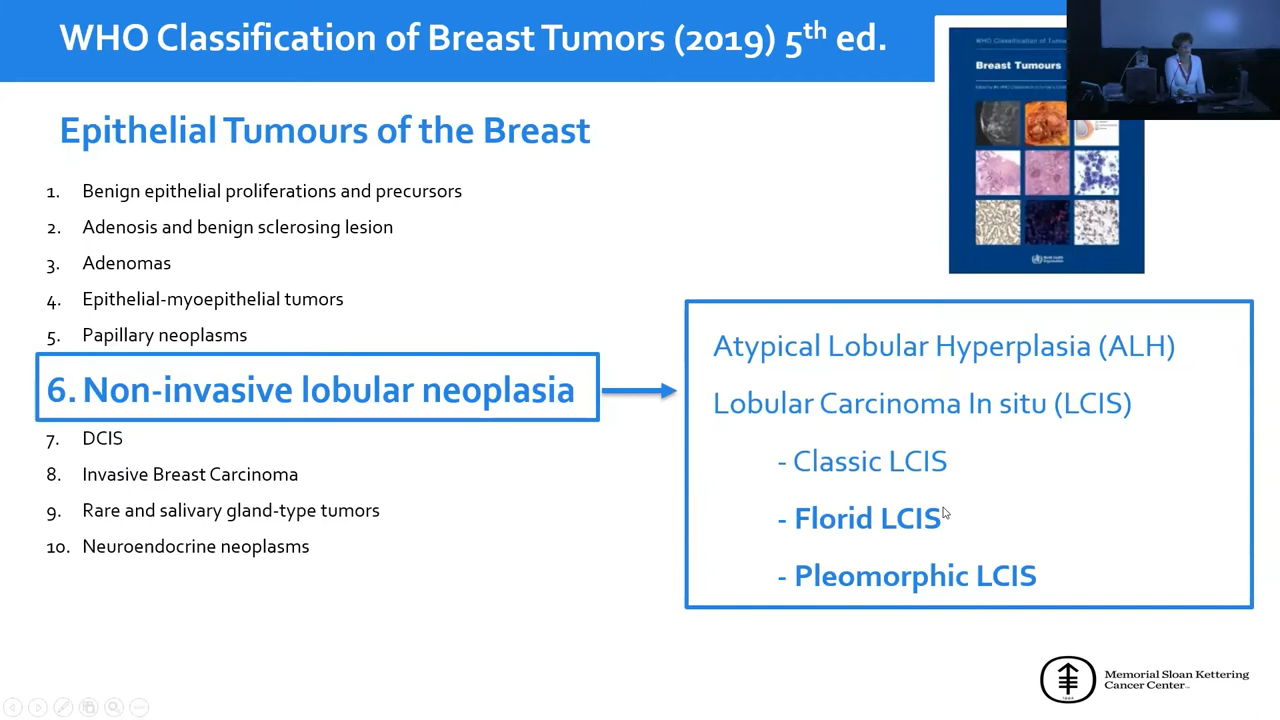 WHO Classification of Breast Tumors (2019) 5th ed.
WHO Classification of Tumo
Breast Tumours
Epithelial Tumours of the Breast
1. Benign epithelial proliferations and precursors
2. Adenosis and benign sclerosing lesion
3. Adenomas
4. Epithelial-myoepithelial tumors
5. Papillary neoplasms
6. Non-invasive lobular neoplasia
7. DCIS
8. Invasive Breast Carcinoma
9. Rare and salivary gland-type tumors
10. Neuroendocrine neoplasms
Atypical Lobular Hyperplasia (ALH)
Lobular Carcinoma In situ (LCIS)
- Classic LCIS
- Florid LCIS
- Pleomorphic LCIS
Memorial Sloan Kettering
Cancer Center